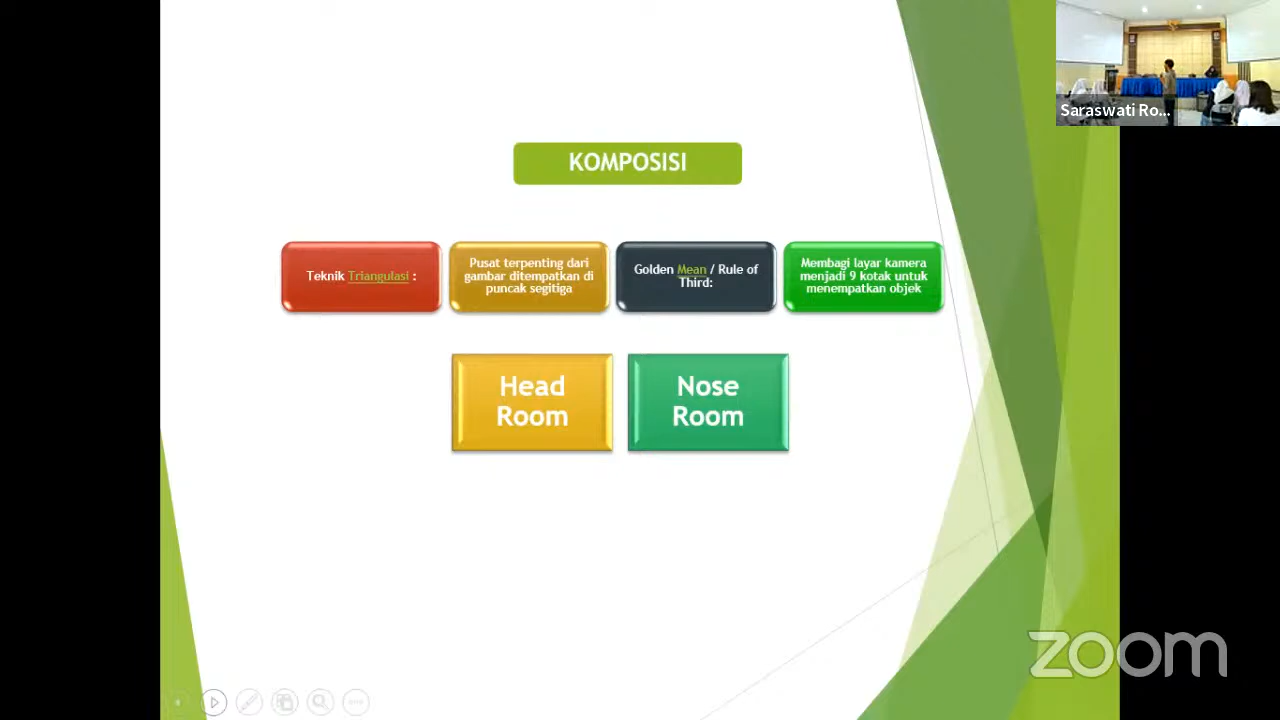 Saraswati Ro...
KOMPOSISI
Teknik Triangulasi :
Pusat terpenting dari
gambar ditempatkan di
puncak segitiga
Golden Mean / Rule of
Third:
Membagi layar kamera
menjadi 9 kotak untuk
menempatkan objek
Head
Room
Nose
Room
zoom